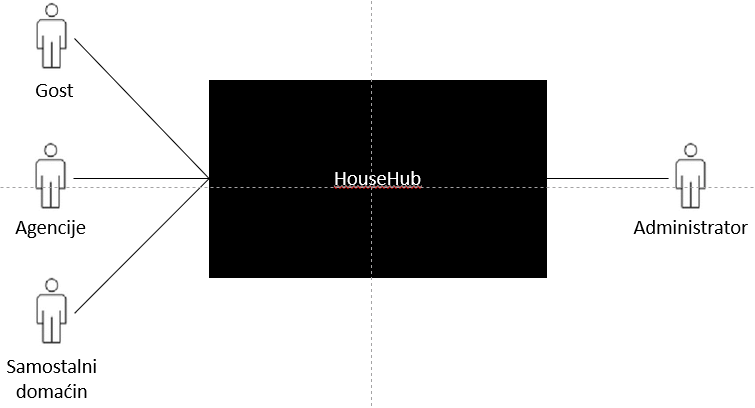 Gost
HouseHub
Agencije
Administrator
Samostalni
domaćin